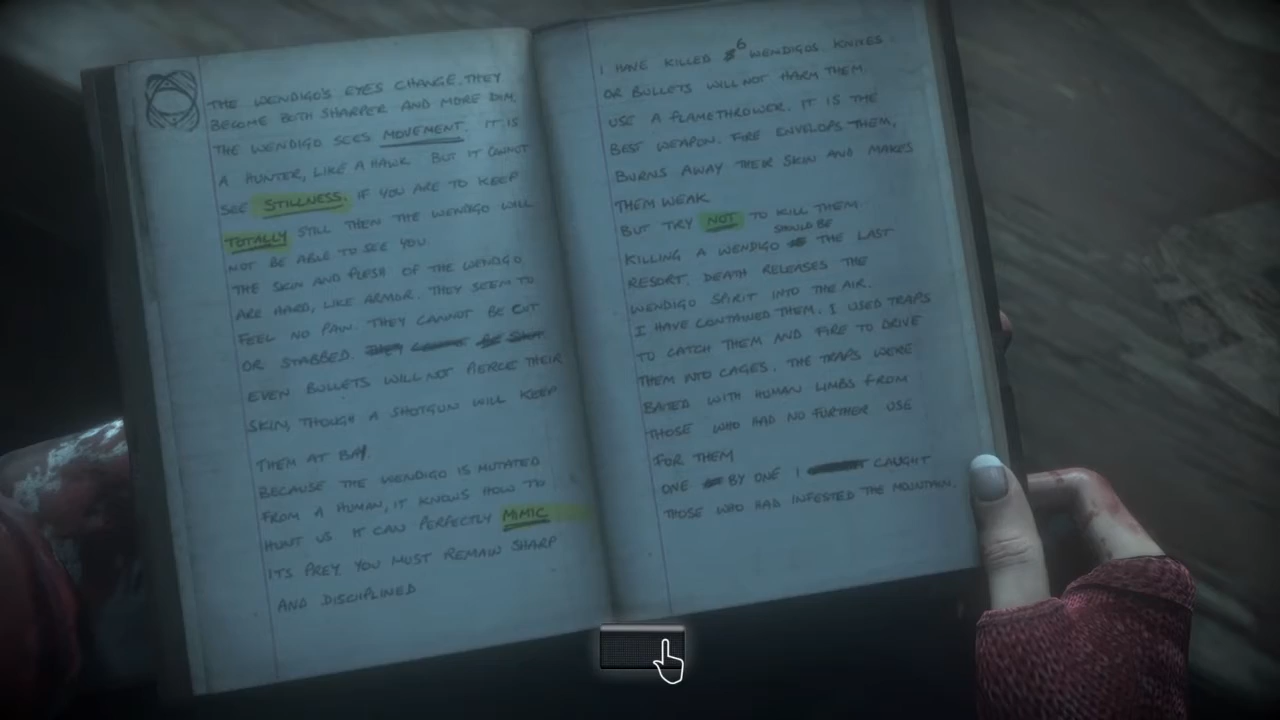 THE WENDIGO'S EYES CHANGE. THEY
BECOME BOTH SHARPER AND MORE DIM.
THE WENDIGO SEES MOVEMENT. IT IS
A HUNTER, LIKE A HAWK. BUT IT CANNOT
SEE STILLNESS. IF YOU ARE TO KEEP
TOTALLY STILL THEN THE WENDIGO WILL
NOT BE ABLE TO SEE YOU
THE SKIN AND FLESH OF THE WENDIGO
ARE HARD, LIKE ARMOR. THEY SEEM TO
FEEL NO PAIN. THEY CANNOT BE CUT
OR STABBED. THEY CANNOT BE SHOT.
EVEN BULLETS WILL NOT PIERCE THEIR
SKIN, THOUGH A SHOTGUN WILL KEEP
THEM AT BAY.
BECAUSE THE WENDIGO IS MUTATED
FROM A HUMAN, IT KNOWS HOW TO
HUNT US. IT CAN PERFECTLY MIMIC
ITS PREY. YOU MUST REMAIN SHARP
AND DISCIPLINED
I HAVE KILLED 6 WENDIGOS. KNIVES
OR BULLETS WILL NOT HARM THEM.
USE A FLAMETHROWER. IT IS THE
BEST WEAPON. FIRE ENVELOPS THEM,
BURNS AWAY THEIR SKIN AND MAKES
THEM WEAK
BUT TRY NOT TO KILL THEM
KILLING A WENDIGO SHOULD BE THE LAST
RESORT. DEATH RELEASES THE
WENDIGO SPIRIT INTO THE AIR.
I HAVE CONTAINED THEM. I USED TRAPS
TO CATCH THEM AND FIRE TO DRIVE
THEM INTO CAGES. THE TRAPS WERE
BAITED WITH HUMAN LIMBS FROM
THOSE WHO HAD NO FURTHER USE
FOR THEM
ONE BY ONE I CAUGHT
THOSE WHO HAD INFESTED THE MOUNTAIN.